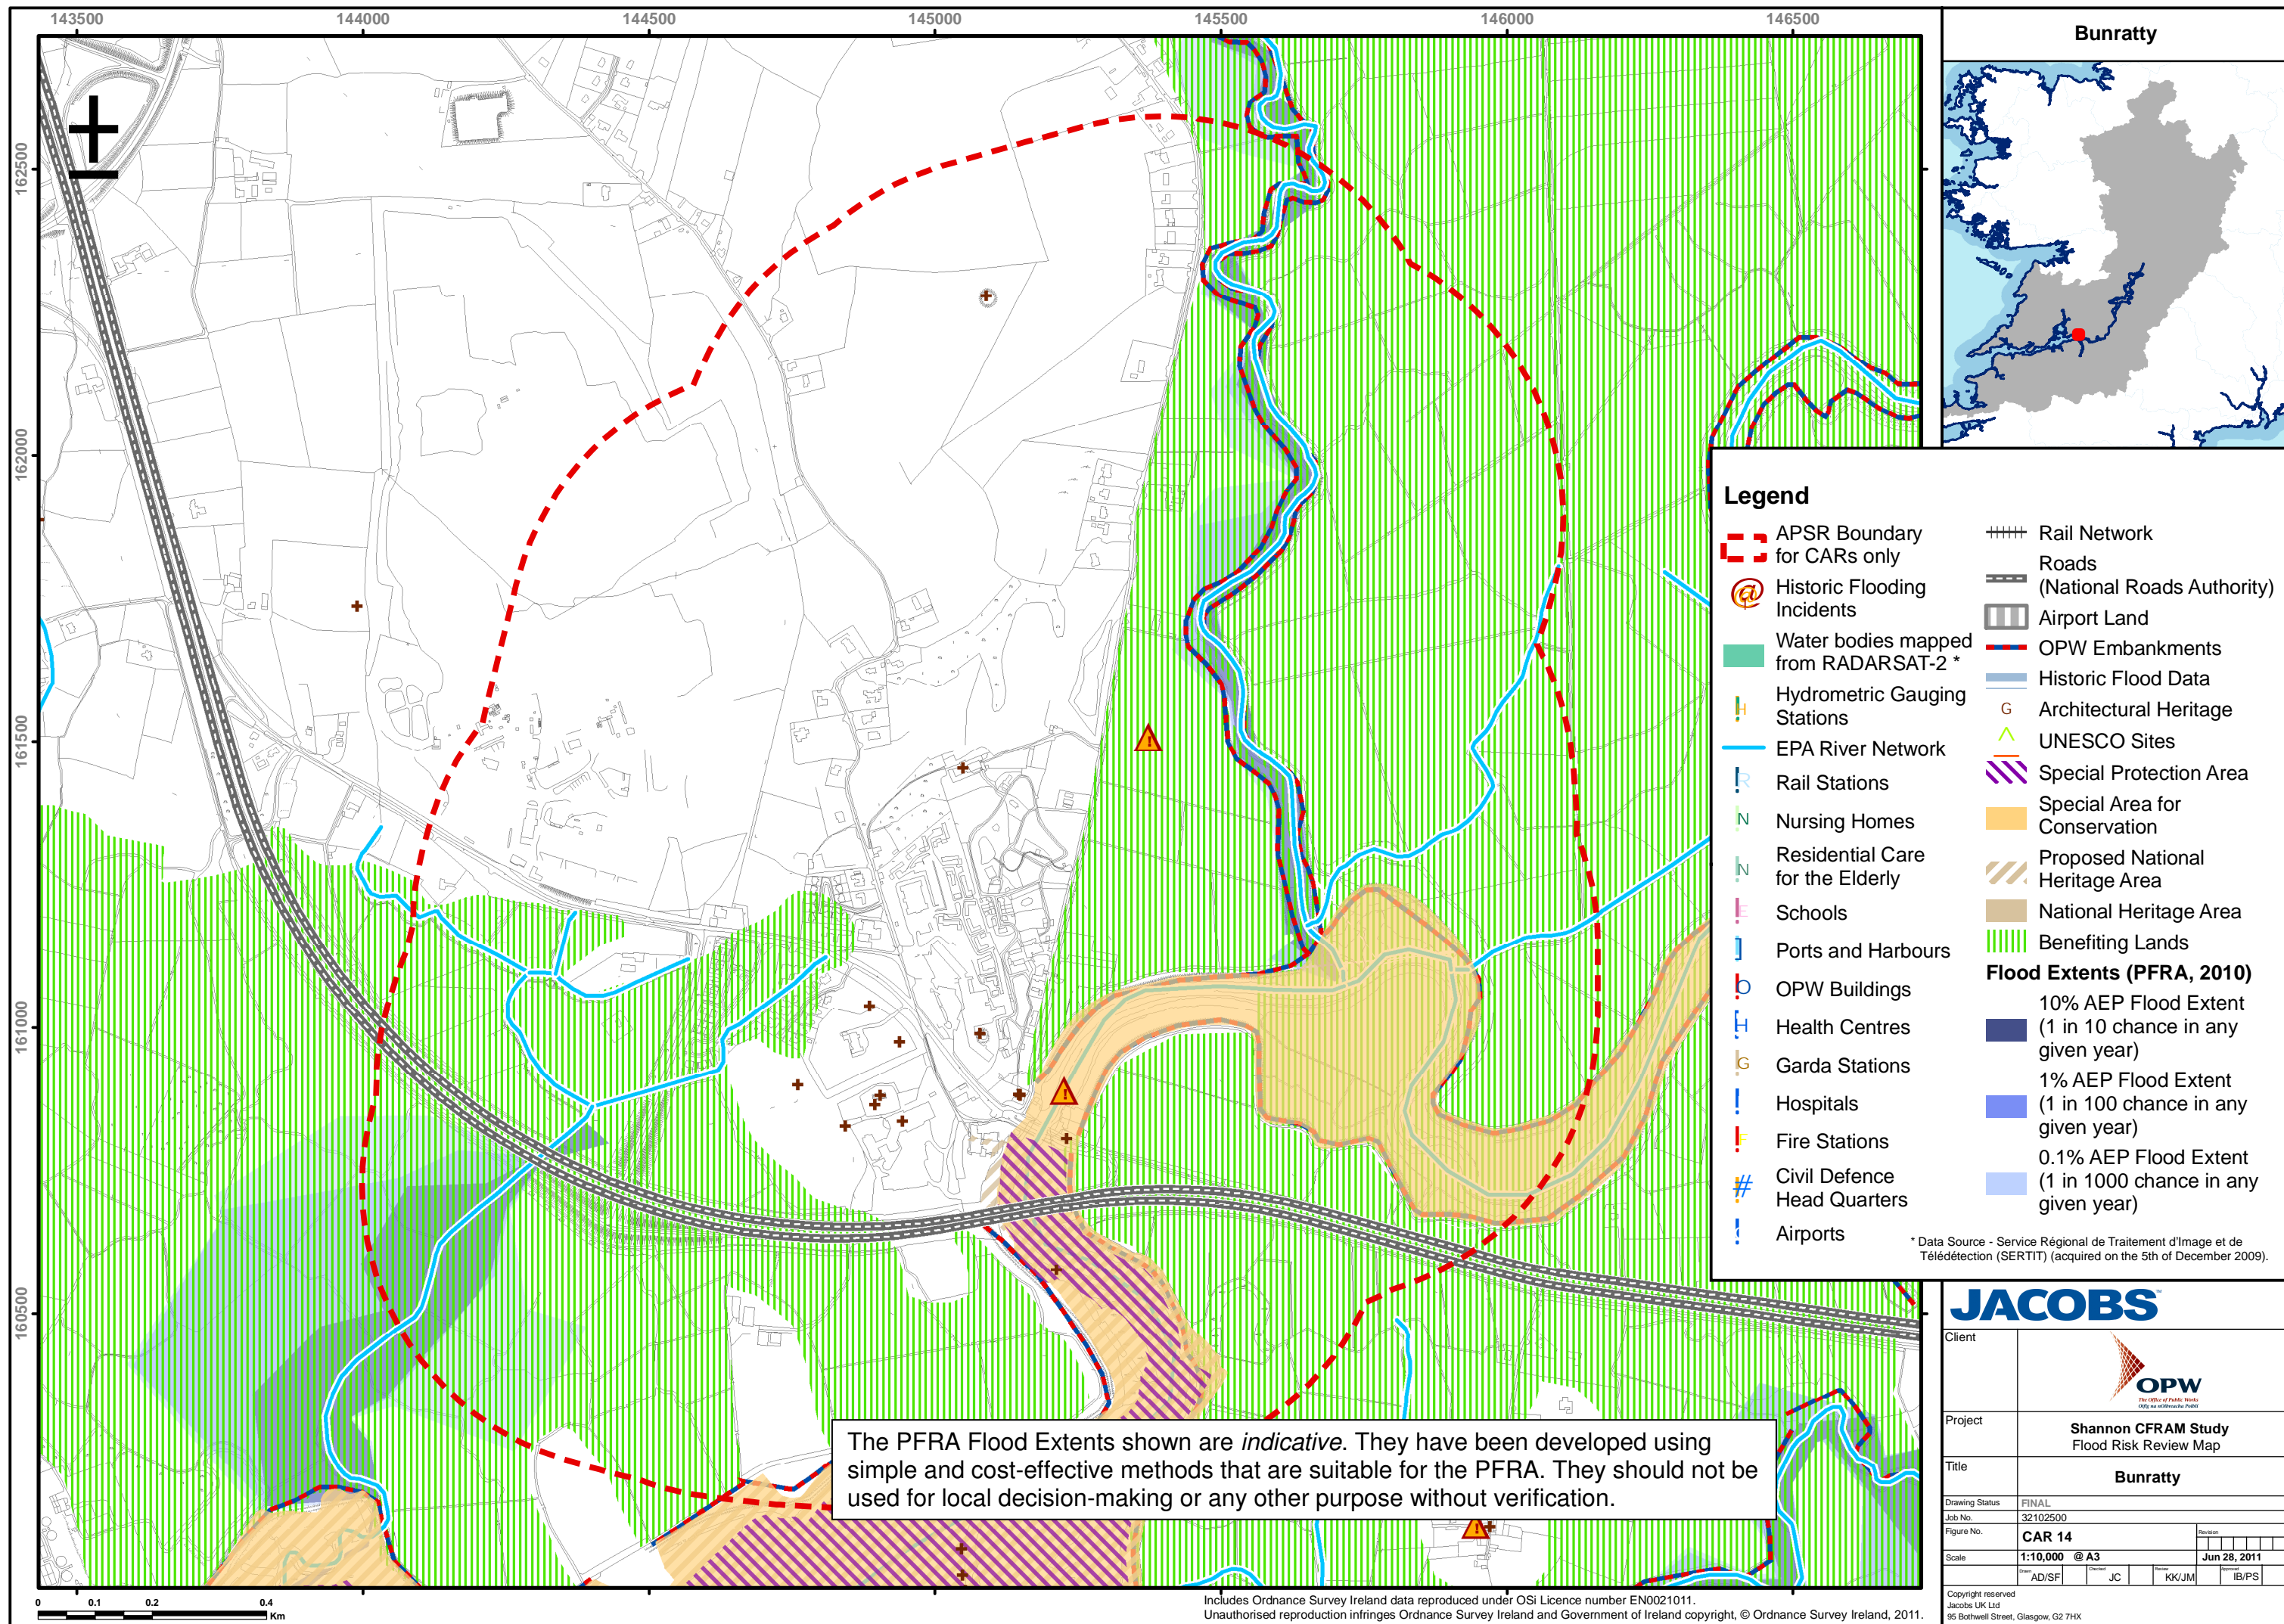 143500
144000
144500
145000
145500
146000
146500
162500
162000
161500
161000
160500
Bunratty
Legend
APSR Boundary
for CARs only
Historic Flooding
Incidents
Water bodies mapped
from RADARSAT-2 *
Hydrometric Gauging
Stations
EPA River Network
Rail Stations
Nursing Homes
Residential Care
for the Elderly
Schools
Ports and Harbours
OPW Buildings
Health Centres
Garda Stations
Hospitals
Fire Stations
Civil Defence
Head Quarters
Airports
Rail Network
Roads
(National Roads Authority)
Airport Land
OPW Embankments
Historic Flood Data
G Architectural Heritage
UNESCO Sites
Special Protection Area
Special Area for
Conservation
Proposed National
Heritage Area
National Heritage Area
Benefiting Lands
Flood Extents (PFRA, 2010)
10% AEP Flood Extent
(1 in 10 chance in any
given year)
1% AEP Flood Extent
(1 in 100 chance in any
given year)
0.1% AEP Flood Extent
(1 in 1000 chance in any
given year)
* Data Source - Service Régional de Traitement d'Image et de
Télédétection (SERTIT) (acquired on the 5th of December 2009).
The PFRA Flood Extents shown are indicative. They have been developed using
simple and cost-effective methods that are suitable for the PFRA. They should not be
used for local decision-making or any other purpose without verification.
JACOBS
Client
OPW
The Office of Public Works
Oifig na nOibreacha Poiblí
Project
Shannon CFRAM Study
Flood Risk Review Map
Title
Bunratty
Drawing Status FINAL
Job No. 32102500
Figure No. CAR 14 Revision
Scale 1:10,000 @ A3 Jun 28, 2011
Drawn AD/SF Checked JC Review KK/JM Approved IB/PS
Copyright reserved
Jacobs UK Ltd
95 Bothwell Street, Glasgow, G2 7HX
0 0.1 0.2 0.4
Km
Includes Ordnance Survey Ireland data reproduced under OSi Licence number EN0021011.
Unauthorised reproduction infringes Ordnance Survey Ireland and Government of Ireland copyright, © Ordnance Survey Ireland, 2011.